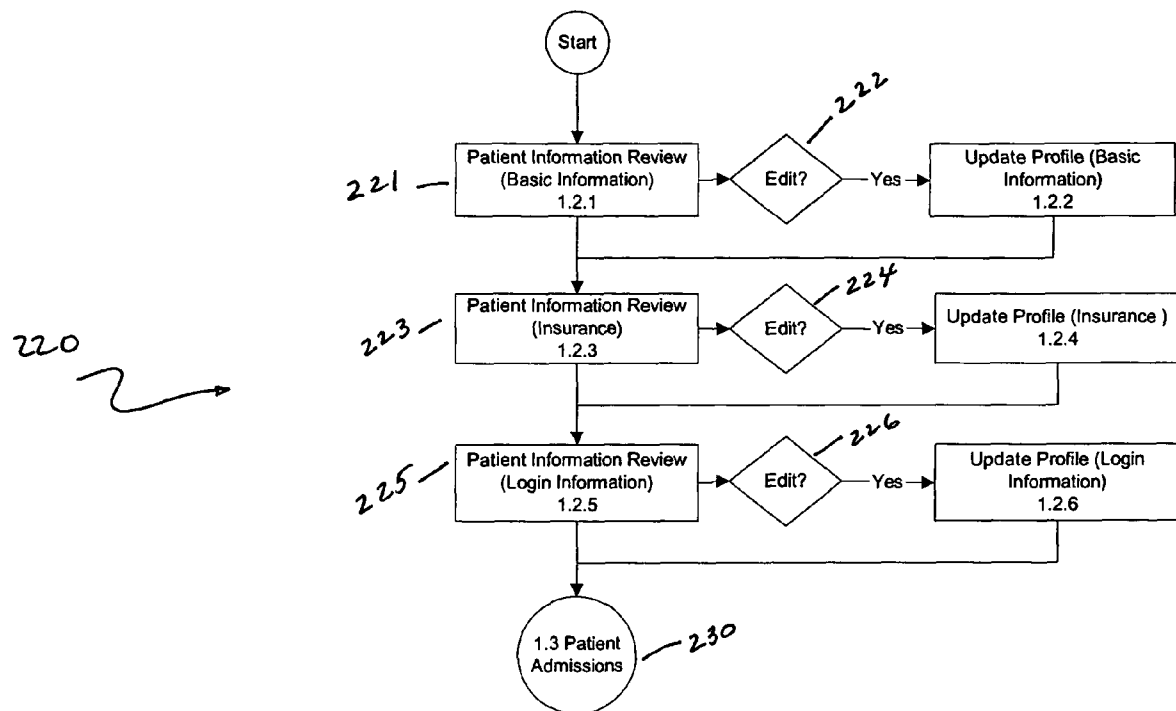 Start
222
Patient Information Review
(Basic Information)
1.2.1
Edit?
Yes
Update Profile (Basic
Information)
1.2.2
221
224
Patient Information Review
(Insurance)
1.2.3
Edit?
Yes
Update Profile (Insurance )
1.2.4
223
220
226
Patient Information Review
(Login Information)
1.2.5
Edit?
Yes
Update Profile (Login
Information)
1.2.6
225
1.3 Patient
Admissions
230